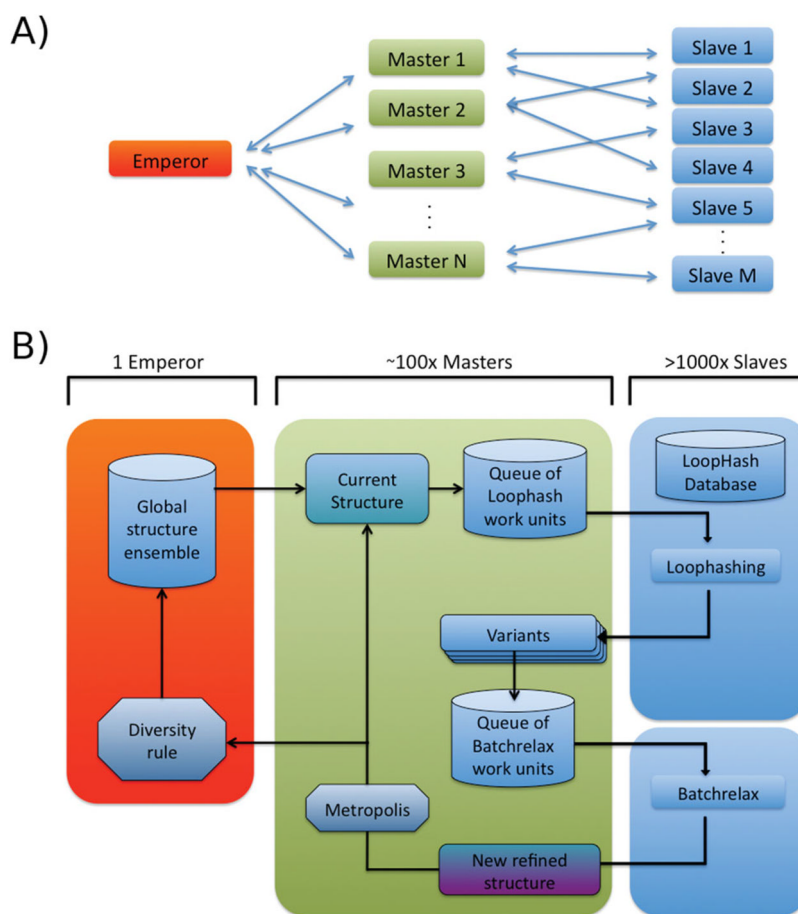 A)
Emperor
Master 1
Master 2
Master 3
Master N
Slave 1
Slave 2
Slave 3
Slave 4
Slave 5
Slave M
B)
1 Emperor
~100x Masters
>1000x Slaves
Global
structure
ensemble
Diversity
rule
Current
Structure
Queue of
Loophash
work units
Variants
Queue of
Batchrelax
work units
Metropolis
New refined
structure
LoopHash
Database
Loophashing
Batchrelax